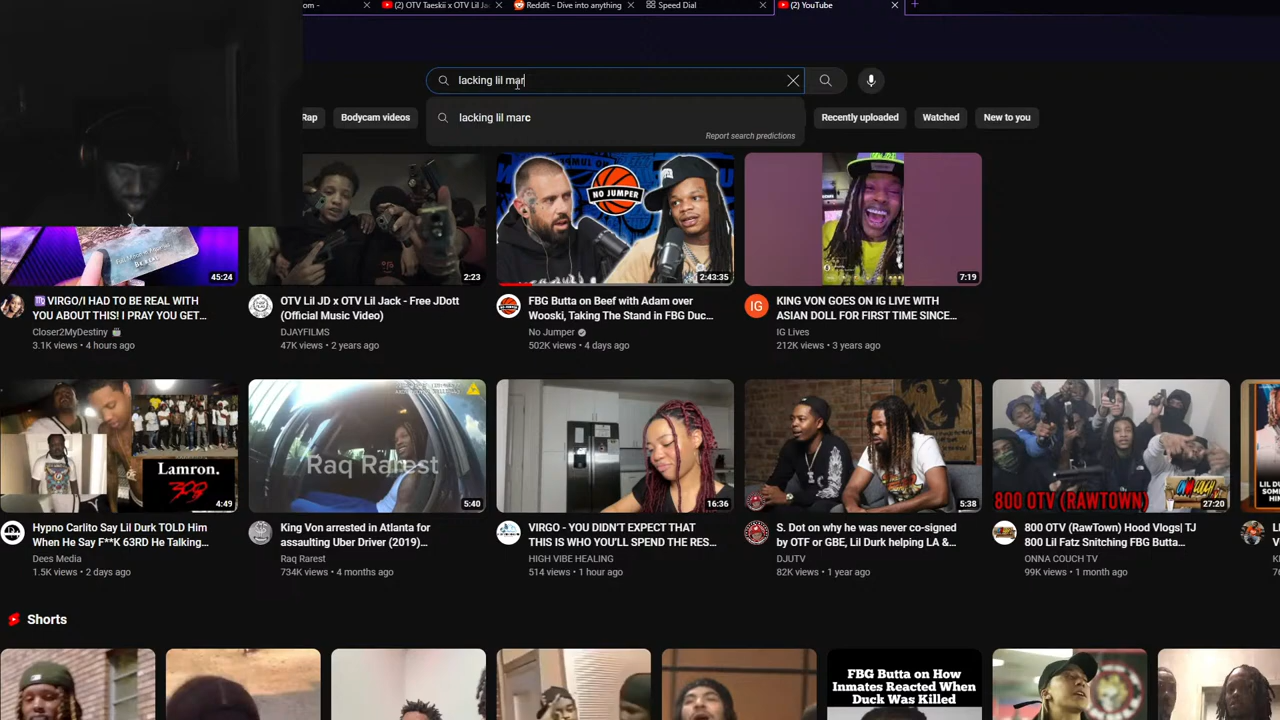 om -
(2) OTV Taeskii x OTV Lil Jac
Reddit - Dive into anything
Speed Dial
(2) YouTube
lacking lil mar
lacking lil marc
Report search predictions
Rap
Bodycam videos
Recently uploaded
Watched
New to you
45:24
2:23
NO JUMPER
2:43:35
7:19
VIRGO/I HAD TO BE REAL WITH
YOU ABOUT THIS! I PRAY YOU GET...
Closer2MyDestiny
3.1K views • 4 hours ago
OTV Lil JD x OTV Lil Jack - Free JDott
(Official Music Video)
DJAYFILMS
47K views • 2 years ago
FBG Butta on Beef with Adam over
Wooski, Taking The Stand in FBG Duc...
No Jumper
502K views • 4 days ago
IG
KING VON GOES ON IG LIVE WITH
ASIAN DOLL FOR FIRST TIME SINCE...
IG Lives
212K views • 3 years ago
Lamron.
300
4:49
Raq Rarest
5:40
16:36
5:38
800 OTV (RAWTOWN)
27:20
Hypno Carlito Say Lil Durk TOLD Him
When He Say F**K 63RD He Talking...
Dees Media
1.5K views • 2 days ago
King Von arrested in Atlanta for
assaulting Uber Driver (2019)...
Raq Rarest
734K views • 4 months ago
VIRGO - YOU DIDN'T EXPECT THAT
THIS IS WHO YOU'LL SPEND THE RES...
HIGH VIBE HEALING
514 views • 1 hour ago
S. Dot on why he was never co-signed
by OTF or GBE, Lil Durk helping LA &...
DJUTV
82K views • 1 year ago
800 OTV (RawTown) Hood Vlogs| TJ
800 Lil Fatz Snitching FBG Butta...
ONNA COUCH TV
99K views • 1 month ago
Shorts
FBG Butta on How
Inmates Reacted When
Duck Was Killed